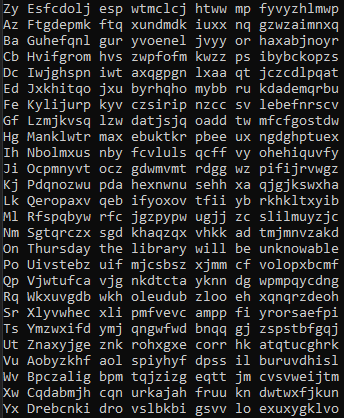 Zy Esfcdolj esp wtmclcj htww mp fyvyzhlmwp
Az Ftgdepmk ftq xundmdk iuxx nq gzwzaimnxq
Ba Guhefqnl gur yvoenel jvyy or haxabjnoyr
Cb Hvifgrom hvs zwpfofm kwzz ps ibybckopzs
Dc Iwjghspn iwt axqgpgn lxaa qt jczcdlpqat
Ed Jxkhitqo jxu byrhqho mybb ru kdademqrbu
Fe Kylijurp kyv czsirip nzcc sv lebefnrscv
Gf Lzmjkvsq lzw datjsjq oadd tw mfcfgostdw
Hg Manklwtr max ebuktkr pbee ux ngdghptuex
Ih Nbolmxus nby fcvluls qcff vy ohehiquvfy
Ji Ocpmnyvt ocz gdwmvmt rdgg wz pifijrvwgz
Kj Pdqnozwu pda hexnwnu sehh xa qjgjkswxha
Lk Qeropaxv qeb ifyoxov tfii yb rkhkltxyib
Ml Rfspqbyw rfc jgzpypw ugjj zc slilmuyzjc
Nm Sgtqrczx sgd khaqzqx vhkk ad tmjmnvzakd
On Thursday the library will be unknowable
Po Uivstebz uif mjcsbsz xjmm cf volopxbcmf
Qp Vjwtufca vjg nkdtcta yknn dg wpmpqycdng
Rq Wkxuvgdb wkh oleudub zloo eh xqnqrzdeoh
Sr Xlyvwhec xli pmfvevc ampp fi yrorsaefpi
Ts Ymzwxifd ymj qngwfwd bnqq gj zspstbfgqj
Ut Znaxyjge znk rohxgxe corr hk atqtucghrk
Vu Aobyzkhf aol spiyhyf dpss il buruvdhisl
Wv Bpczalig bpm tqjzizg eqtt jm cvsvweijtm
Xw Cqdabmjh cqn urkajah fruu kn dwtwxfjkun
Yx Drebcnki dro vslbkbi gsvv lo exuxygklvo